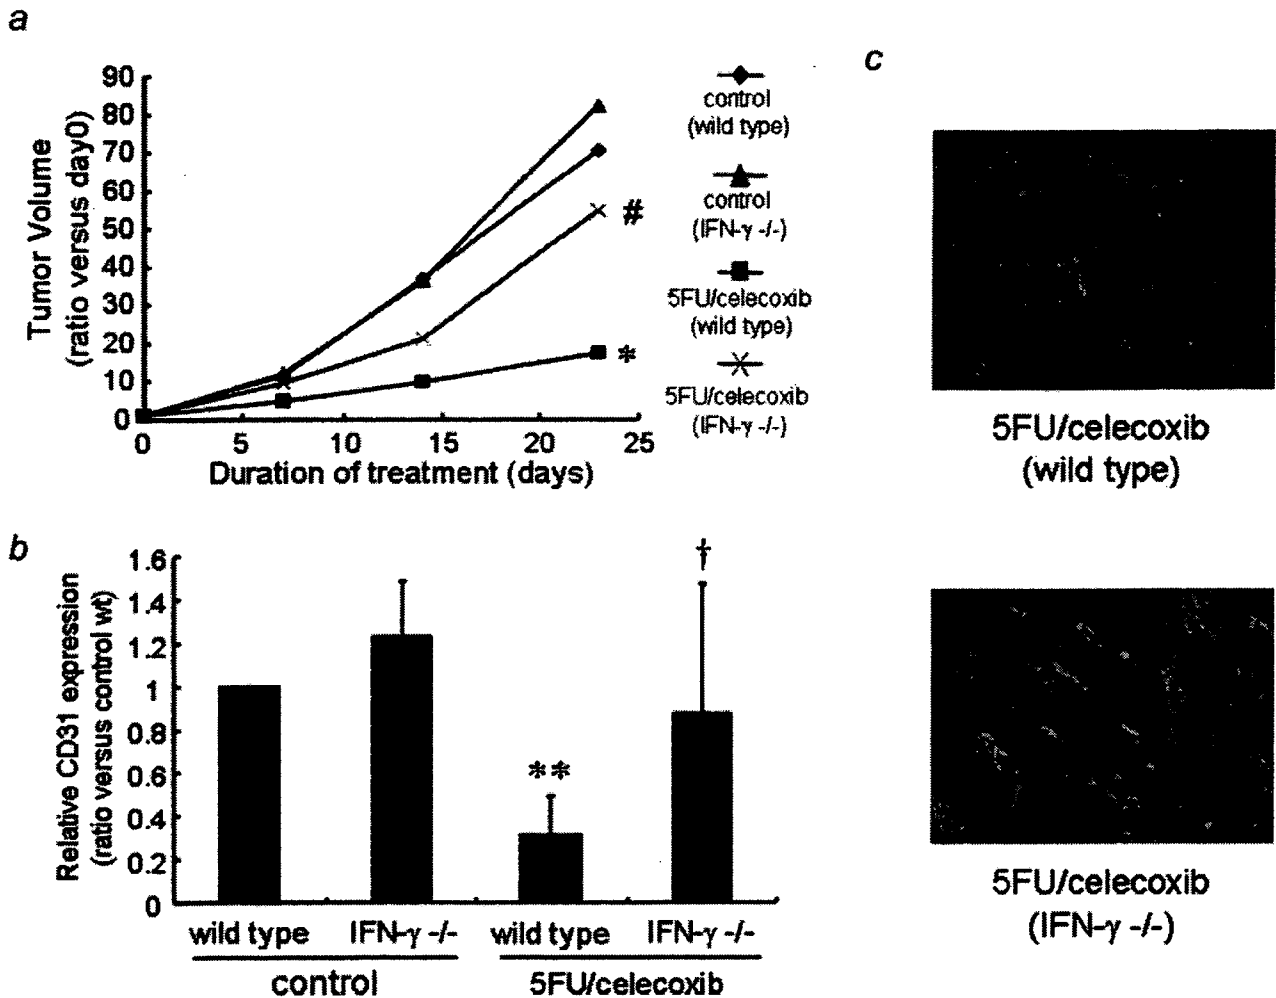 a
90
80
70
60
50
40
30
20
10
0
0 5 10 15 20 25
Tumor Volume
(ratio versus day0)
Duration of treatment (days)
#
*
control
(wild type)
control
(IFN-γ -/-)
5FU/celecoxib
(wild type)
5FU/celecoxib
(IFN-γ -/-)
b
1.6
1.4
1.2
1
0.8
0.6
0.4
0.2
0
Relative CD31 expression
(ratio versus control wt)
**
†
wild type IFN-γ -/- wild type IFN-γ -/-
control 5FU/celecoxib
c
5FU/celecoxib
(wild type)
5FU/celecoxib
(IFN-γ -/-)